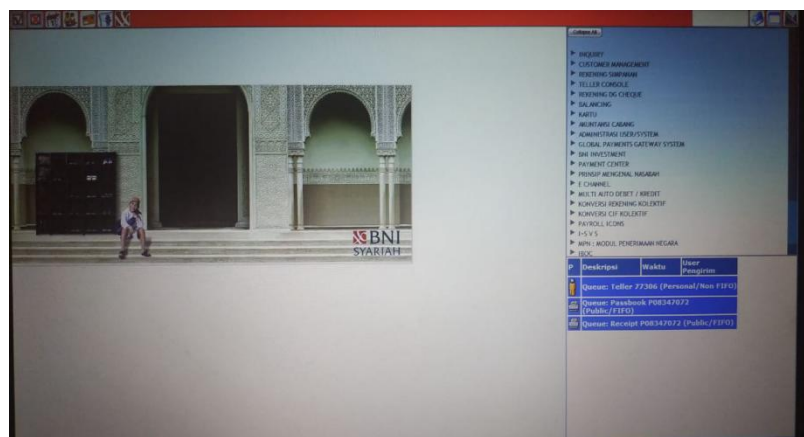 Collapse All
INQUIRY
CUSTOMER MANAGEMENT
REKENING SIMPANAN
TELLER CONSOLE
REKENING DG CHEQUE
BALANCING
KARTU
AKUNTANSI CABANG
ADMINISTRASI USER/SYSTEM
GLOBAL PAYMENTS GATEWAY SYSTEM
BNI INVESTMENT
PAYMENT CENTER
PRINSIP MENGENAL NASABAH
E CHANNEL
MULTI AUTO DEBET / KREDIT
KONVERSI REKENING KOLEKTIF
KONVERSI CIF KOLEKTIF
PAYROLL ICONS
I-S V S
MPN : MODUL PENERIMAAN NEGARA
BNI
SYARIAH
P Deskripsi Waktu User
Pengirim
Queue: Teller 77306 (Personal/Non FIFO)
Queue: Passbook P08347072
(Public/FIFO)
Queue: Receipt P08347072 (Public/FIFO)